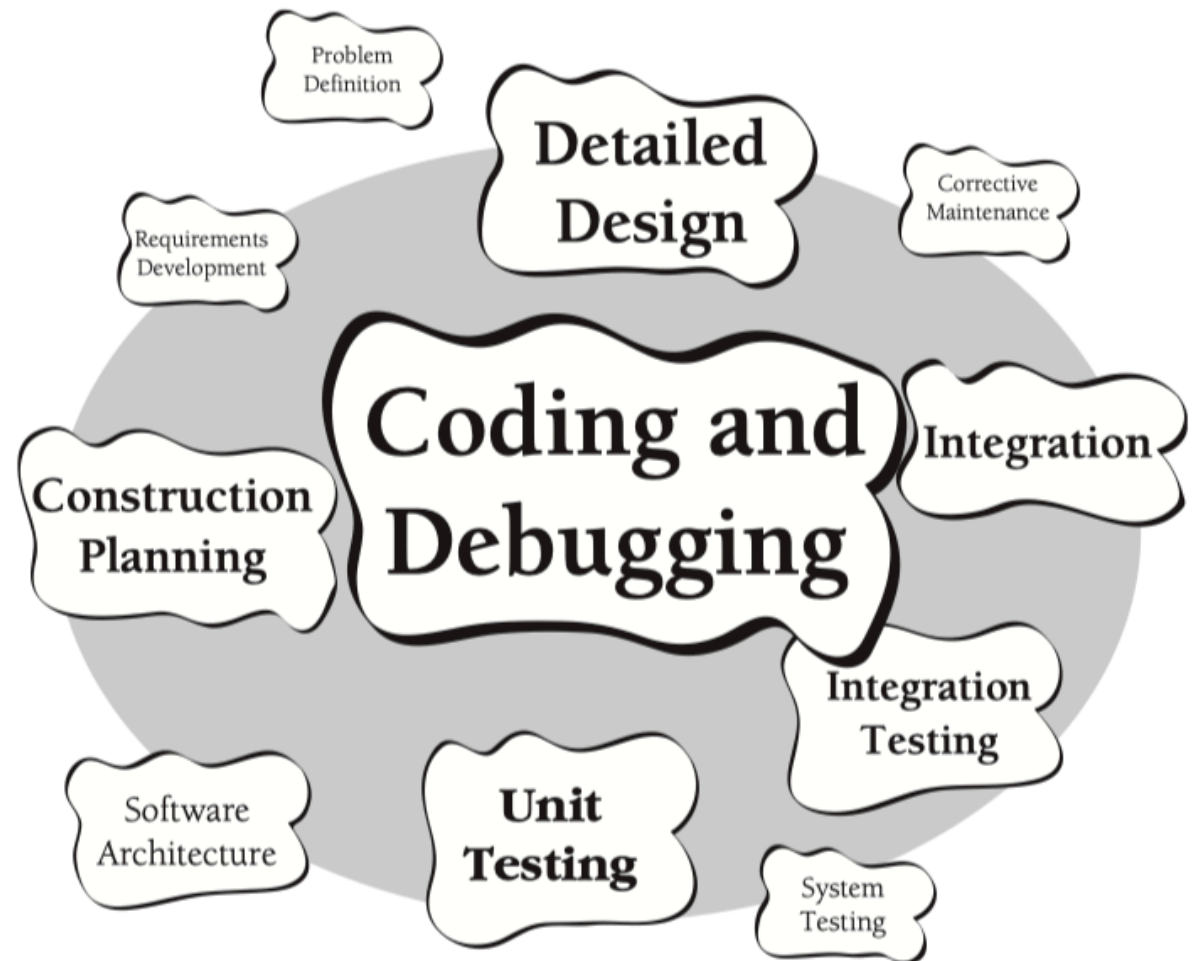 Problem
Definition
Detailed
Design
Corrective
Maintenance
Requirements
Development
Coding and
Debugging
Integration
Construction
Planning
Integration
Testing
Software
Architecture
Unit
Testing
System
Testing